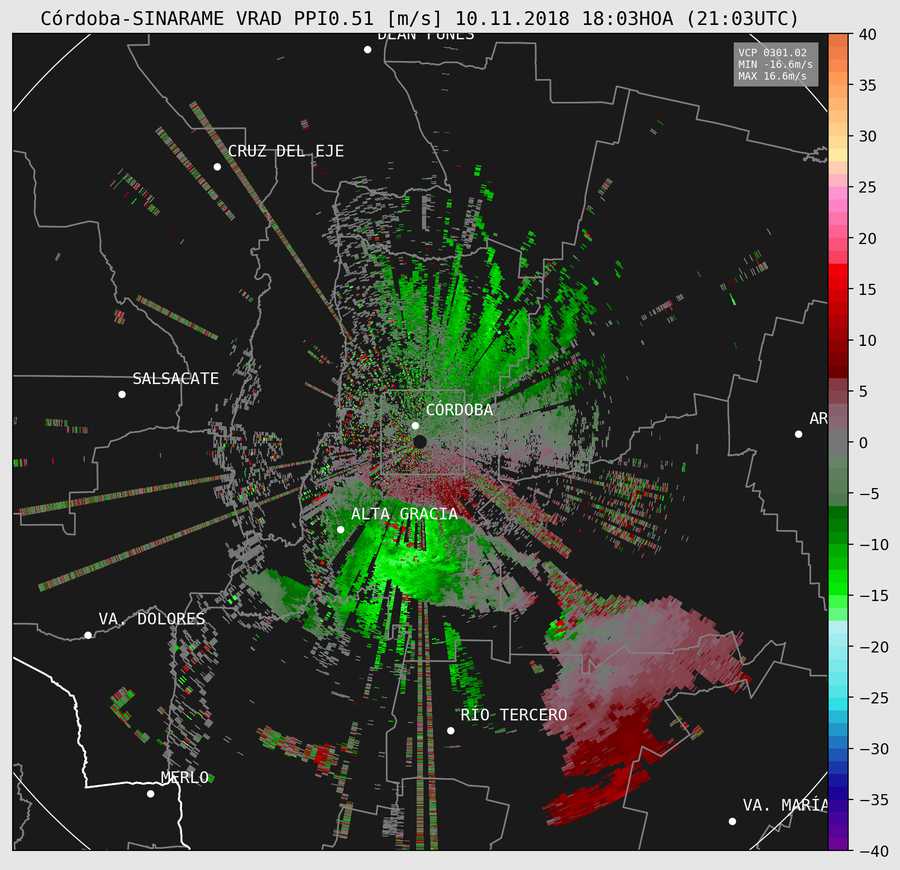 Córdoba-SINARAME VRAD PPI0.51 [m/s] 10.11.2018 18:03HOA (21:03UTC)
DEAN FUNES
VCP 0301.02
MIN -16.6m/s
MAX 16.6m/s
CRUZ DEL EJE
SALSACATE
CÓRDOBA
AR
ALTA GRACIA
VA. DOLORES
RIO TERCERO
MERLO
VA. MARÍA
40
35
30
25
20
15
10
5
0
−5
−10
−15
−20
−25
−30
−35
−40